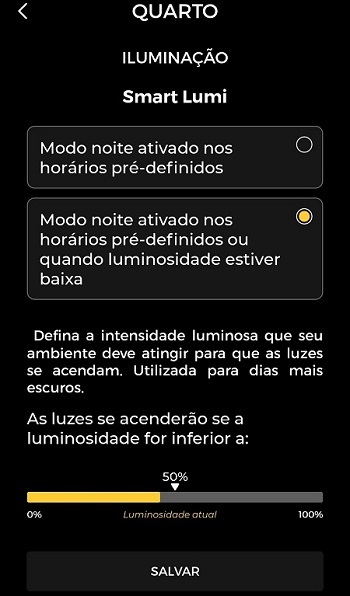 QUARTO
ILUMINAÇÃO
Smart Lumi
Modo noite ativado nos
horários pré-definidos
Modo noite ativado nos
horários pré-definidos ou
quando luminosidade estiver
baixa
Defina a intensidade luminosa que seu
ambiente deve atingir para que as luzes
se acendam. Utilizada para dias mais
escuros.
As luzes se acenderão se a
luminosidade for inferior a:
50%
0% Luminosidade atual 100%
SALVAR